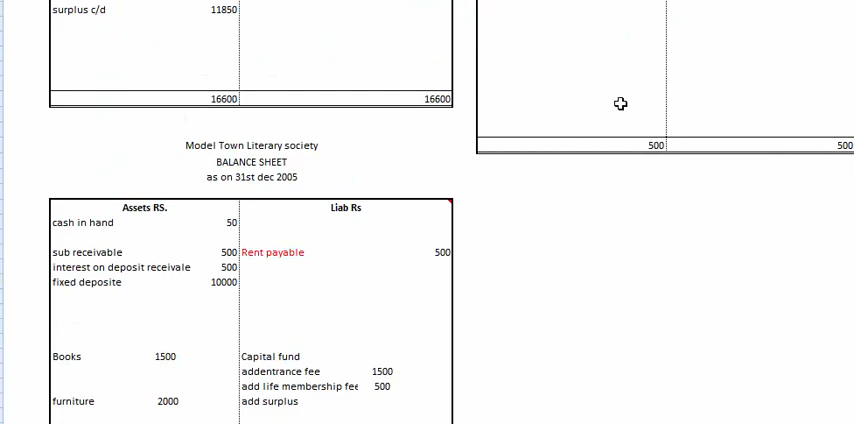 surplus c/d 11850
16600 16600
500 500
Model Town Literary society
BALANCE SHEET
as on 31st dec 2005
Assets RS. Liab Rs
cash in hand 50
sub receivable 500 Rent payable 500
interest on deposit receivale 500
fixed deposite 10000
Books 1500 Capital fund
addentrance fee 1500
add life membership fee 500
furniture 2000 add surplus